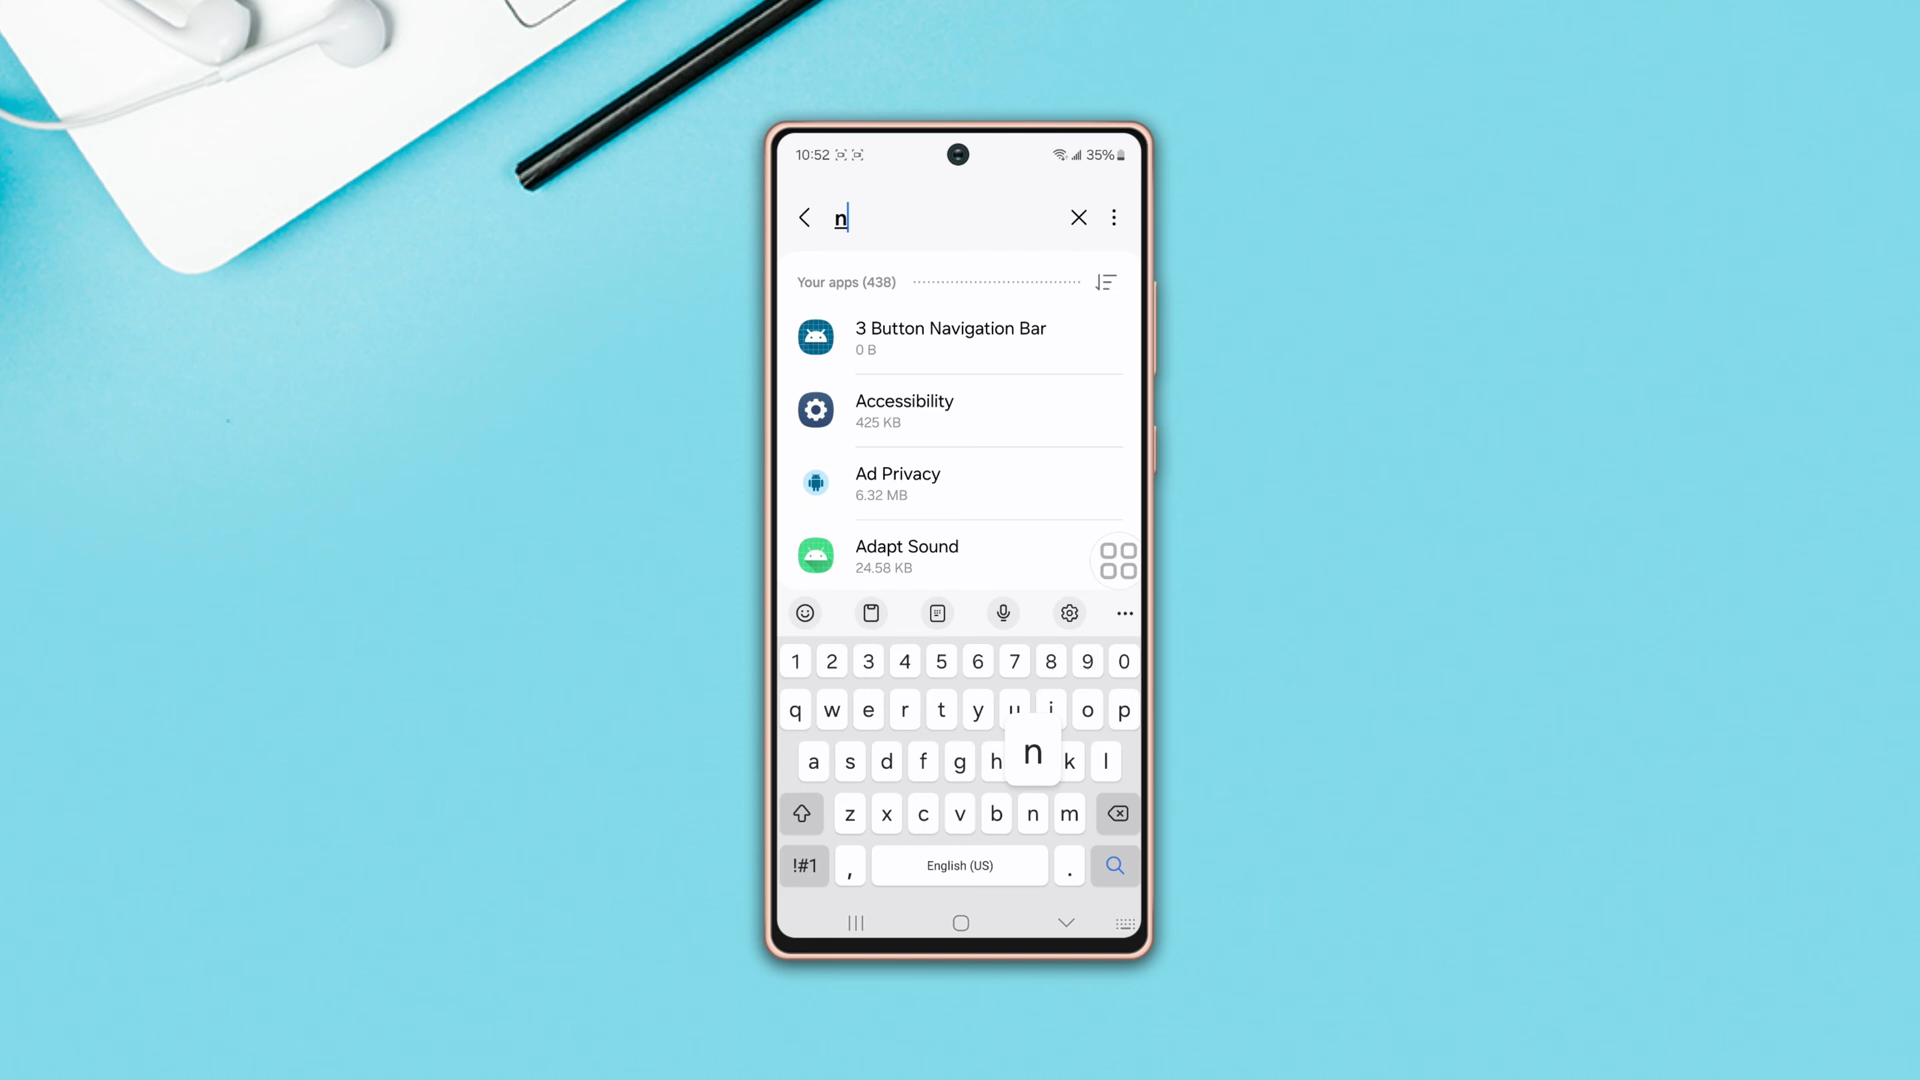 10:52 35%
n
Your apps (438)
3 Button Navigation Bar
0 B
Accessibility
425 KB
Ad Privacy
6.32 MB
Adapt Sound
24.58 KB
1 2 3 4 5 6 7 8 9 0
q w e r t y u i o p
a s d f g h n k l
z x c v b n m
!#1 , English (US) .